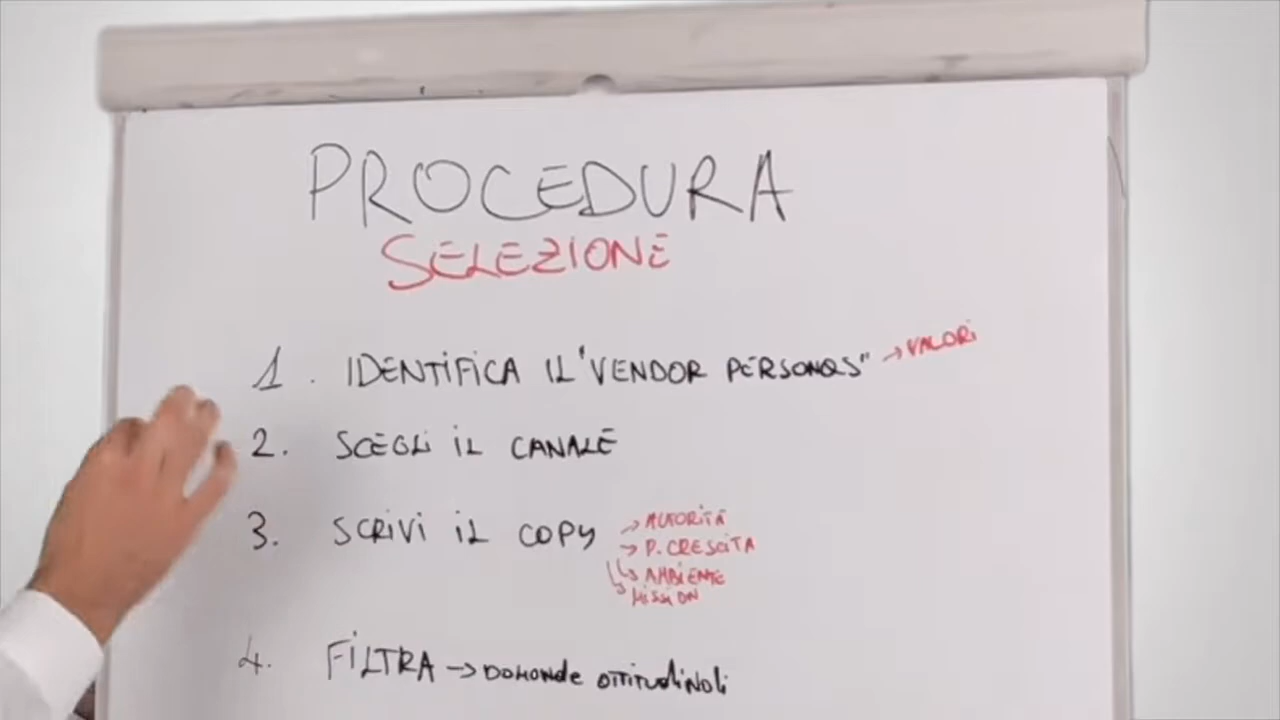 PROCEDURA
SELEZIONE
1. IDENTIFICA IL "VENDOR PERSONAS" → VALORI
2. SCEGLI IL CANALE
3. SCRIVI IL COPY
→ AUTORITÀ
→ P. CRESCITA
→ AMBIENTE
→ MISSION
4. FILTRA → DOMANDE ATTITUDINALI